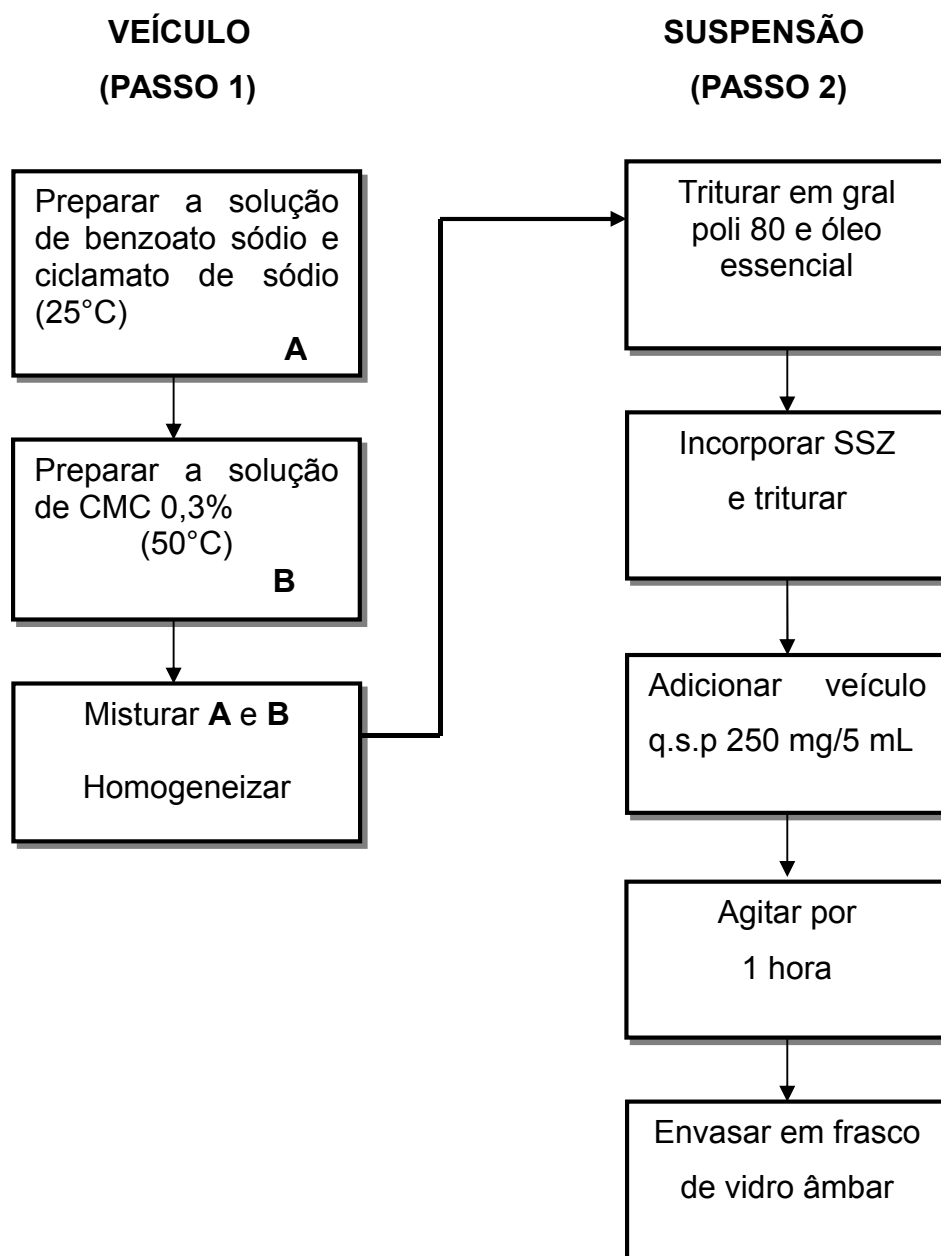 VEÍCULO
(PASSO 1)
Preparar a solução
de benzoato sódio e
ciclamato de sódio
(25°C)
A
Preparar a solução
de CMC 0,3%
(50°C)
B
Misturar A e B
Homogeneizar
SUSPENSÃO
(PASSO 2)
Triturar em gral
poli 80 e óleo
essencial
Incorporar SSZ
e triturar
Adicionar veículo
q.s.p 250 mg/5 mL
Agitar por
1 hora
Envasar em frasco
de vidro âmbar